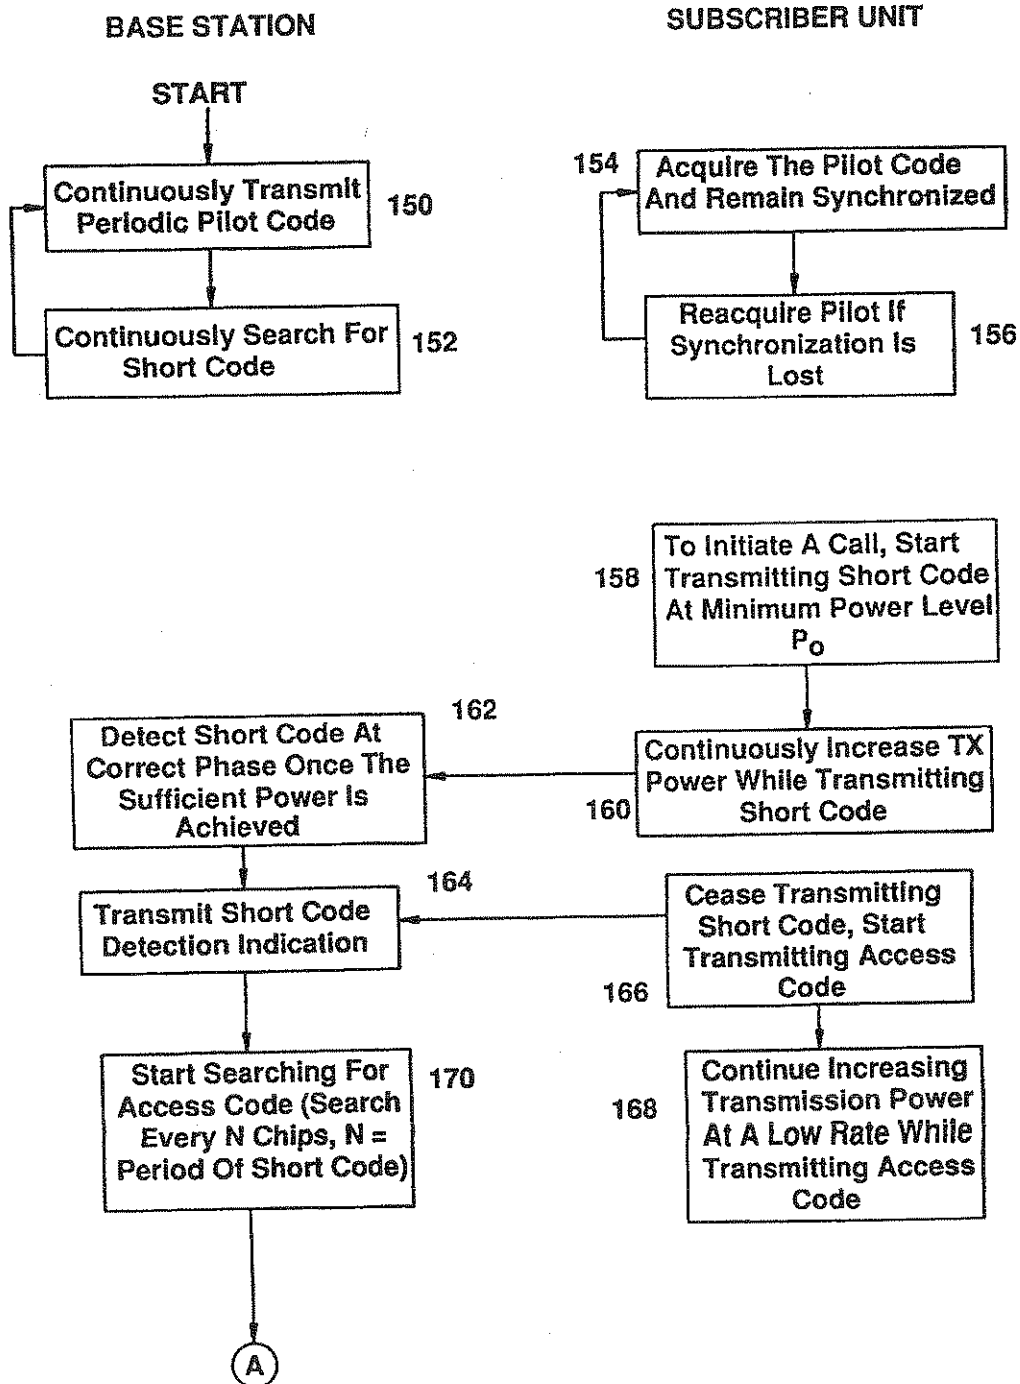 BASE STATION
SUBSCRIBER UNIT
START
Continuously Transmit
Periodic Pilot Code
150
154
Acquire The Pilot Code
And Remain Synchronized
Continuously Search For
Short Code
152
Reacquire Pilot If
Synchronization Is
Lost
156
158
To Initiate A Call, Start
Transmitting Short Code
At Minimum Power Level
Po
162
Detect Short Code At
Correct Phase Once The
Sufficient Power Is
Achieved
Continuously Increase TX
Power While Transmitting
Short Code
160
164
Transmit Short Code
Detection Indication
Cease Transmitting
Short Code, Start
Transmitting Access
Code
166
Start Searching For
Access Code (Search
Every N Chips, N =
Period Of Short Code)
170
168
Continue Increasing
Transmission Power
At A Low Rate While
Transmitting Access
Code
A